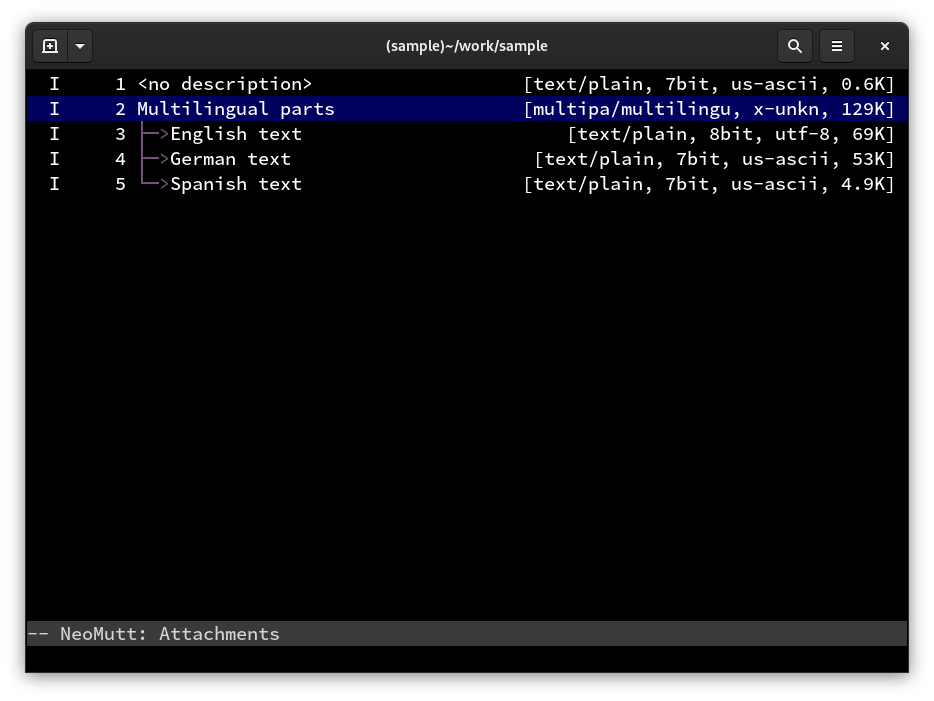 (sample)~/work/sample
I 1 <no description> [text/plain, 7bit, us-ascii, 0.6K]
I 2 Multilingual parts [multipa/multilingu, x-unkn, 129K]
I 3 ├─>English text [text/plain, 8bit, utf-8, 69K]
I 4 ├─>German text [text/plain, 7bit, us-ascii, 53K]
I 5 └─>Spanish text [text/plain, 7bit, us-ascii, 4.9K]
-- NeoMutt: Attachments